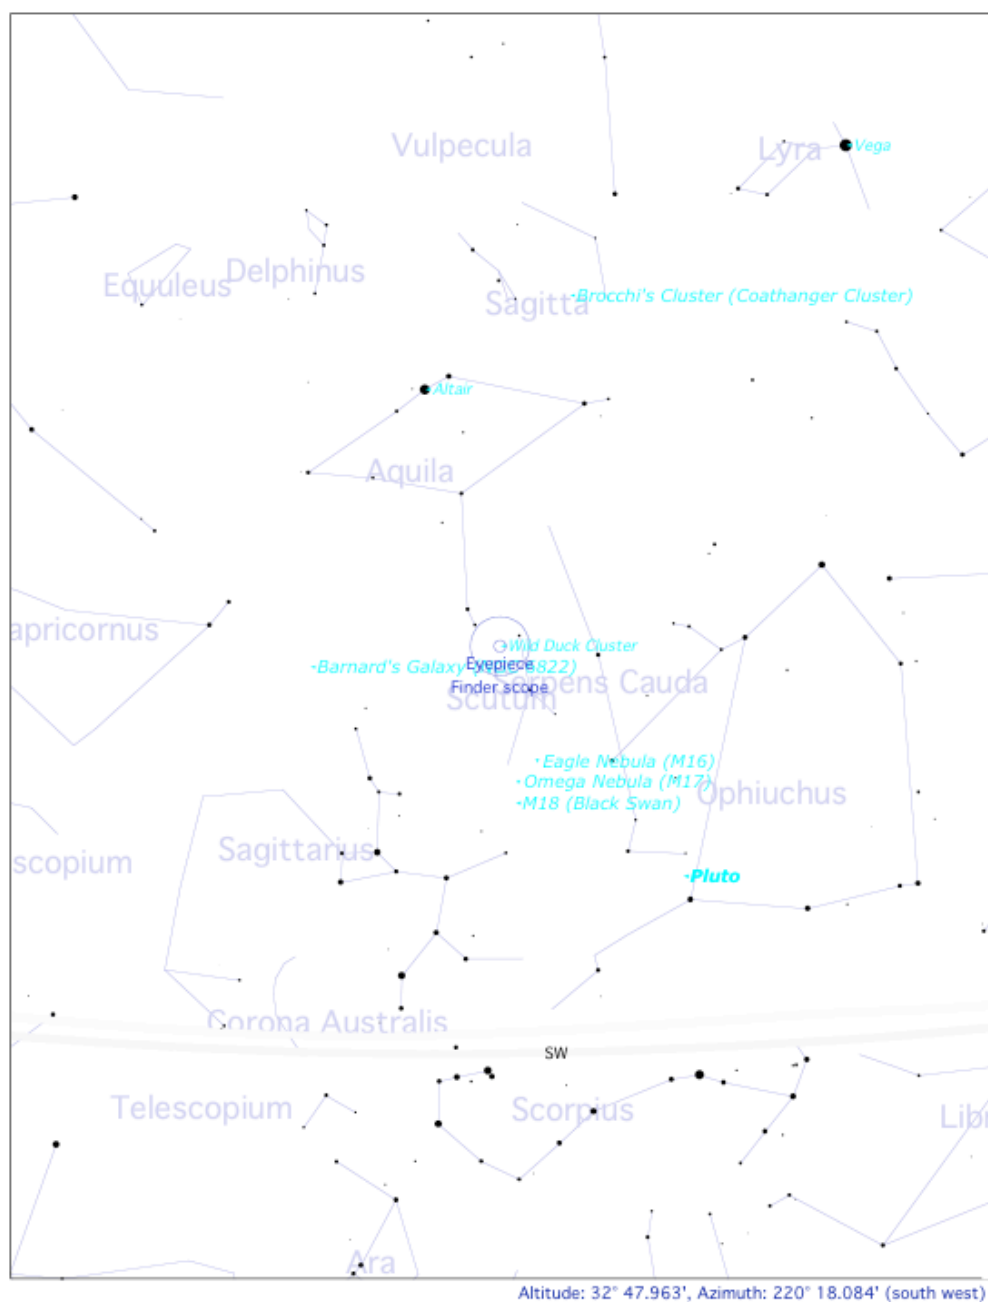 Vulpecula
Lyra
Vega
Equuleus
Delphinus
Sagitta
Brocchi's Cluster (Coathanger Cluster)
Altair
Aquila
apricornus
Wild Duck Cluster
Barnard's Galaxy 6822)
Eyepiece
Finder scope
Serpens Cauda
Scutum
Eagle Nebula (M16)
Omega Nebula (M17)
M18 (Black Swan)
Ophiuchus
Sagittarius
scopium
Pluto
Corona Australis
SW
Telescopium
Scorpius
Libr
Ara
Altitude: 32° 47.963', Azimuth: 220° 18.084' (south west)